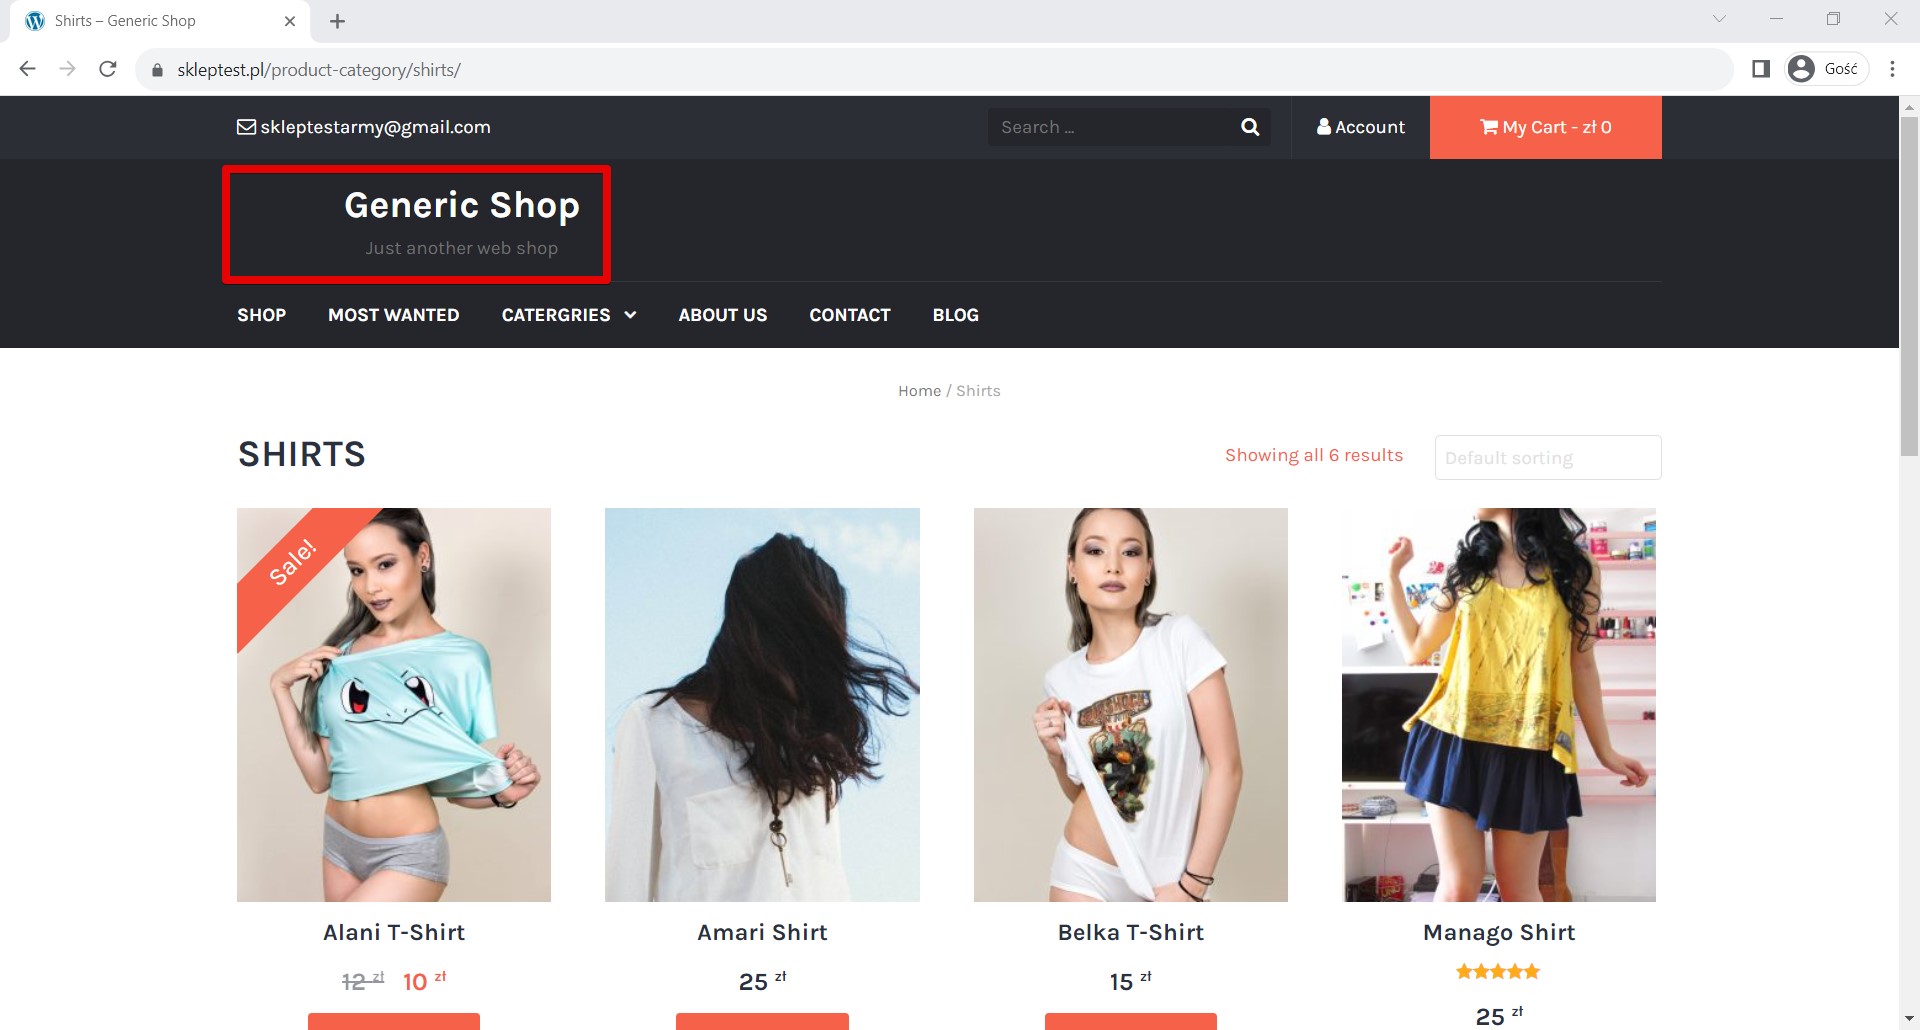 Shirts – Generic Shop
skleptest.pl/product-category/shirts/
Gość
skleptestarmy@gmail.com
Search ...
Account
My Cart - zł 0
Generic Shop
Just another web shop
SHOP
MOST WANTED
CATERGRIES
ABOUT US
CONTACT
BLOG
Home / Shirts
SHIRTS
Showing all 6 results
Default sorting
Sale!
Alani T-Shirt
Amari Shirt
Belka T-Shirt
Manago Shirt
12 zł 10 zł
25 zł
15 zł
25 zł